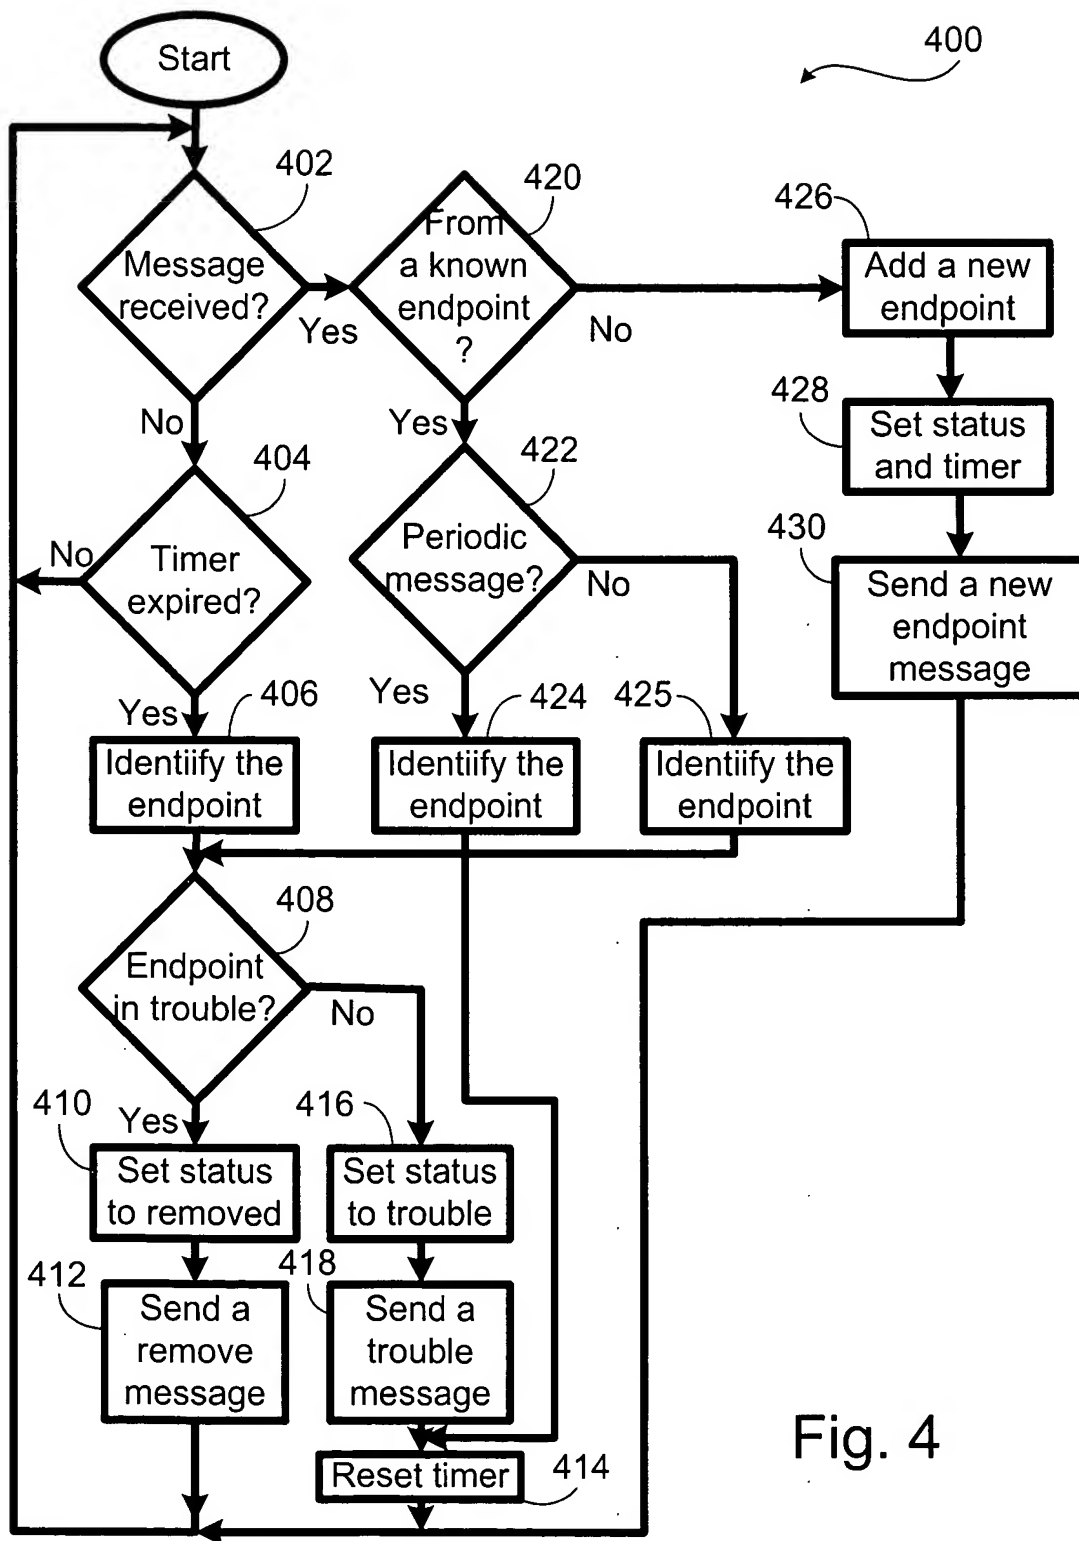 Start
400
402
Message
received?
Yes
No
420
From
a known
endpoint
?
No
Yes
426
Add a new
endpoint
428
Set status
and timer
430
Send a new
endpoint
message
404
Timer
expired?
No
Yes
422
Periodic
message?
No
Yes
406
Identiify the
endpoint
424
Identiify the
endpoint
425
Identiify the
endpoint
408
Endpoint
in trouble?
No
Yes
410
Set status
to removed
416
Set status
to trouble
412
Send a
remove
message
418
Send a
trouble
message
Reset timer
414
Fig. 4